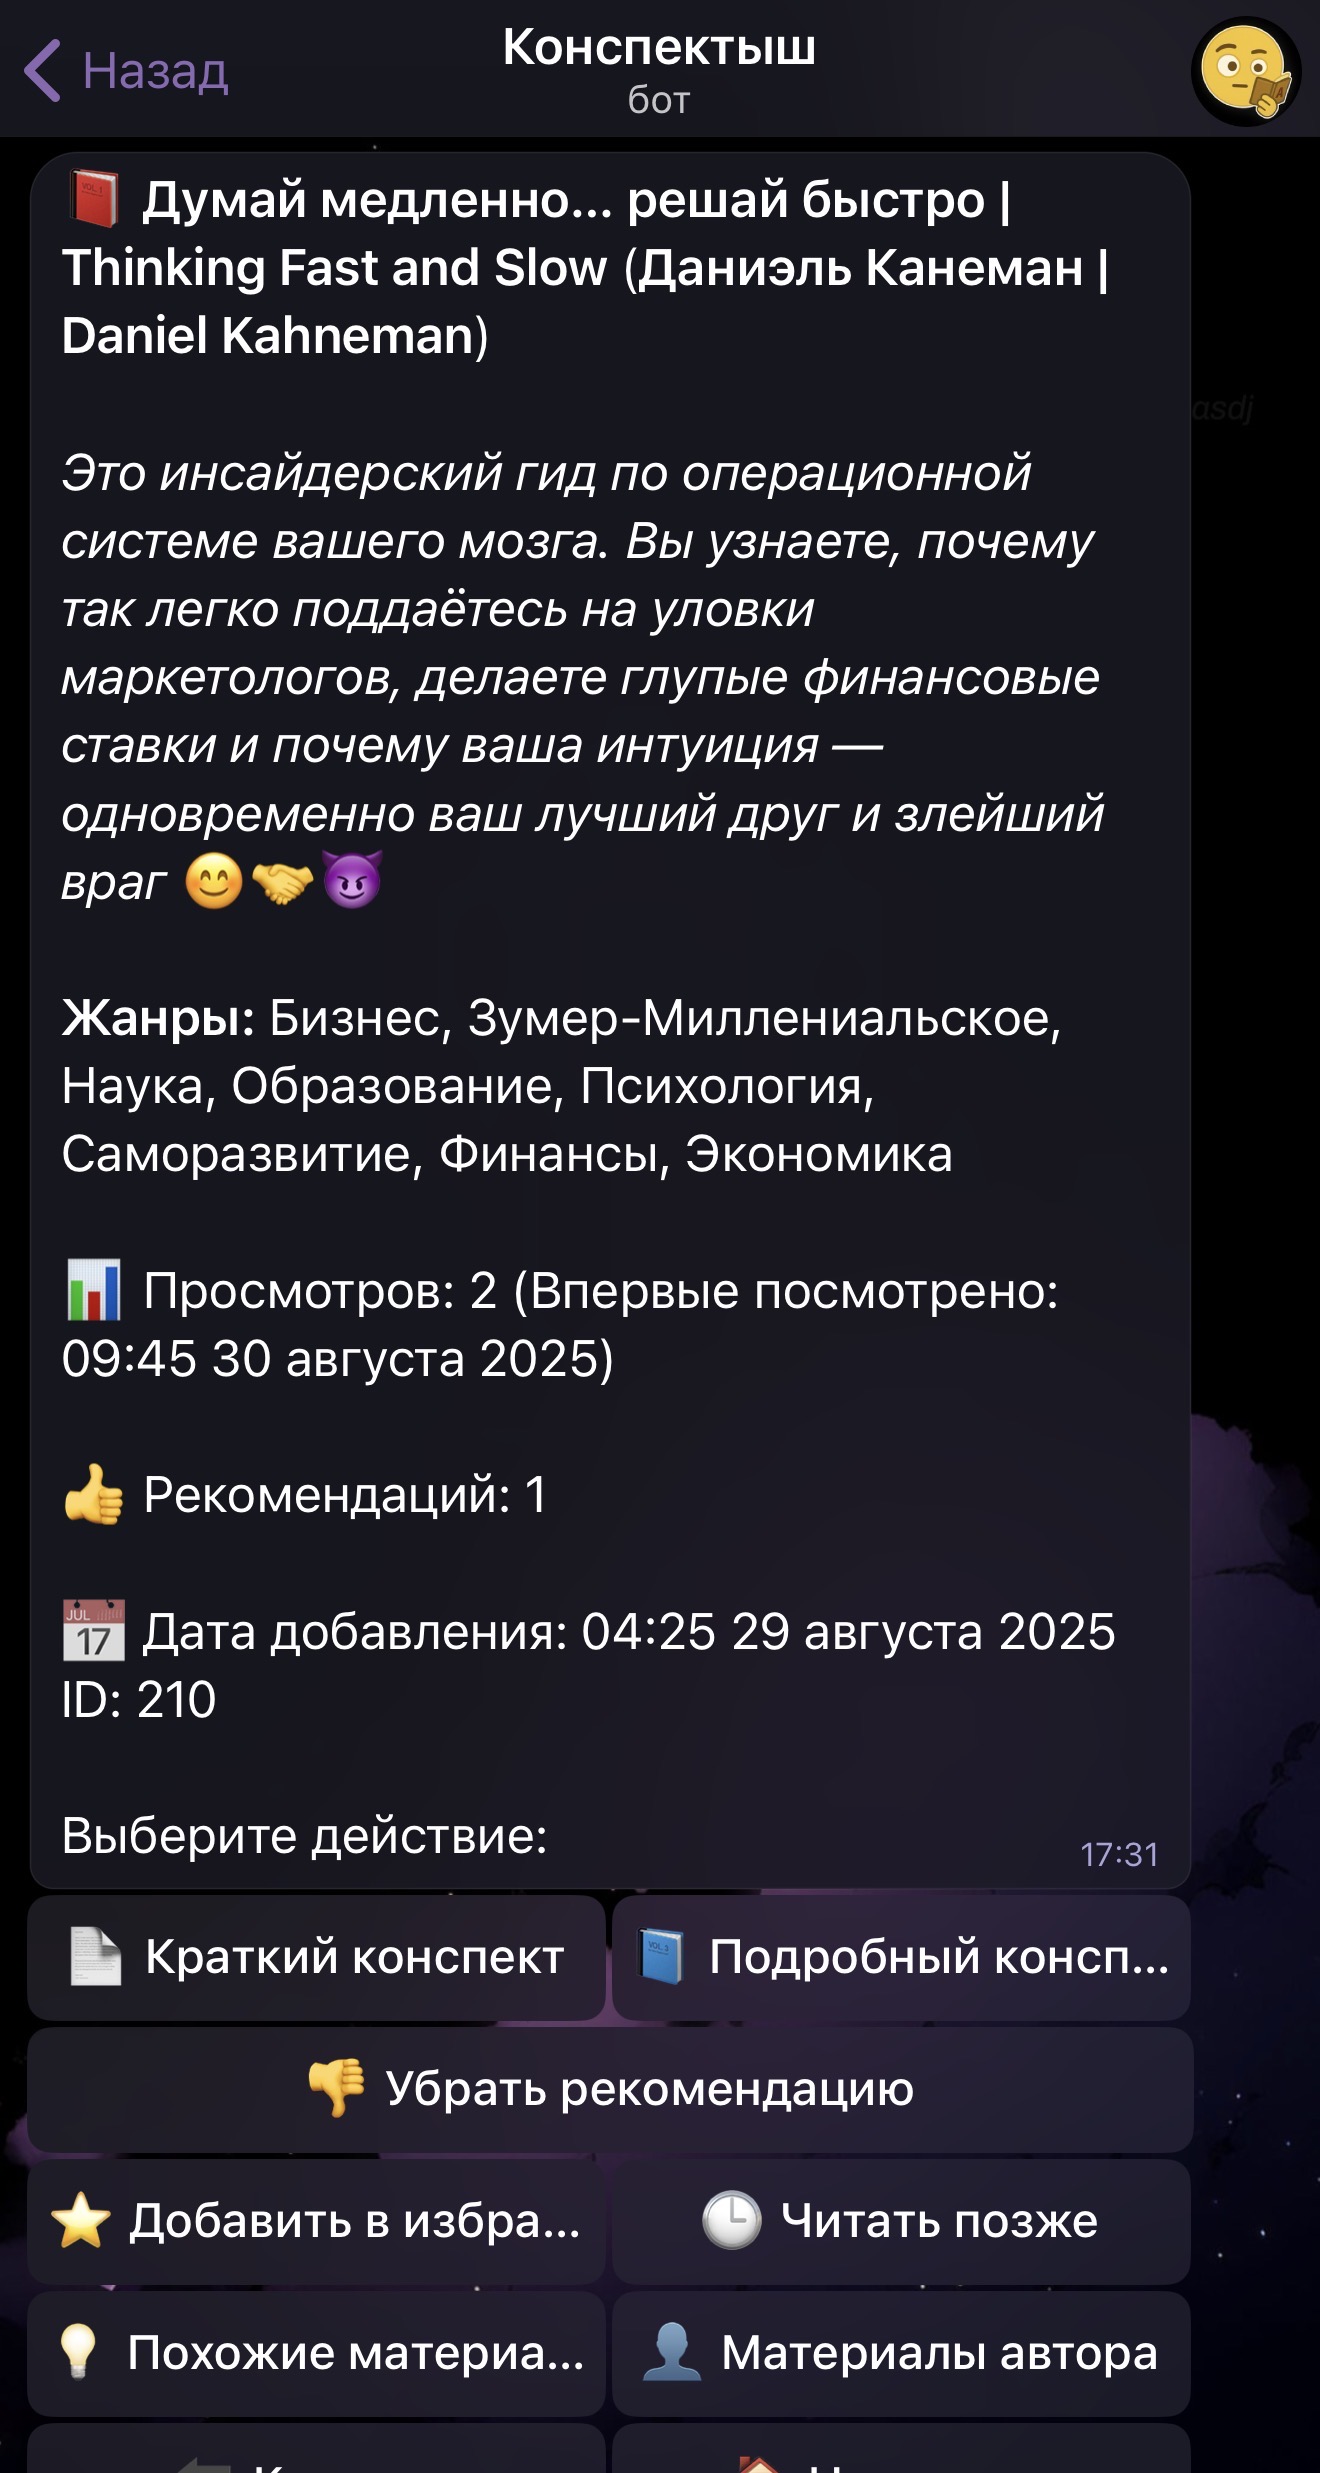 Назад
Конспектыш
бот
Думай медленно... решай быстро |
Thinking Fast and Slow (Даниэль Канеман |
Daniel Kahneman)
asdj
Это инсайдерский гид по операционной
системе вашего мозга. Вы узнаете, почему
так легко поддаётесь на уловки
маркетологов, делаете глупые финансовые
ставки и почему ваша интуиция —
одновременно ваш лучший друг и злейший
враг 😊🤝😈
Жанры: Бизнес, Зумер-Миллениальское,
Наука, Образование, Психология,
Саморазвитие, Финансы, Экономика
📊 Просмотров: 2 (Впервые посмотрено:
09:45 30 августа 2025)
👍 Рекомендаций: 1
📅 Дата добавления: 04:25 29 августа 2025
ID: 210
Выберите действие:
17:31
📄 Краткий конспект
📘 Подробный консп...
👎 Убрать рекомендацию
⭐ Добавить в избра...
🕒 Читать позже
💡 Похожие материа...
👤 Материалы автора